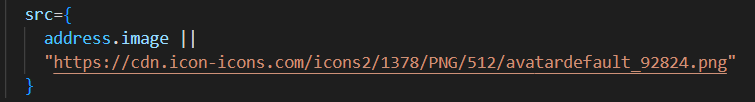 src={
address.image ||
"https://cdn.icon-icons.com/icons2/1378/PNG/512/avatardefault_92824.png"
}